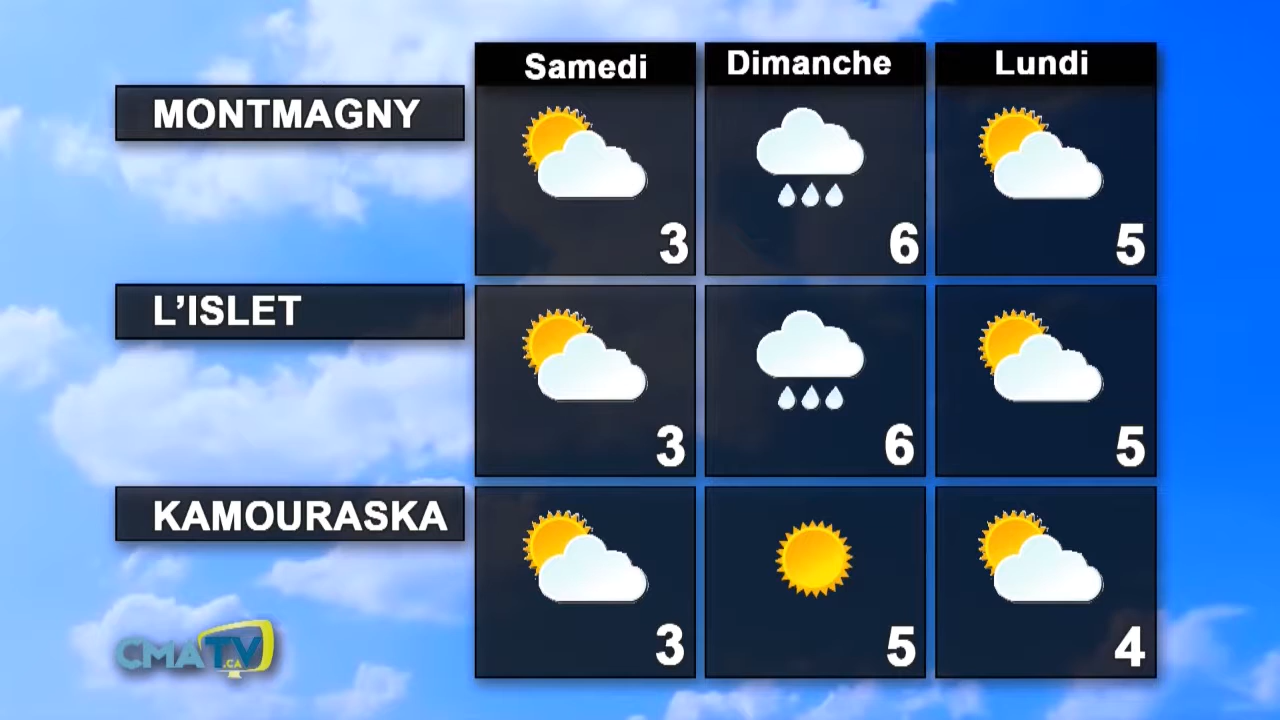 Samedi Dimanche Lundi
MONTMAGNY
3 6 5
L'ISLET
3 6 5
KAMOURASKA
3 5 4
CMATV
.CA